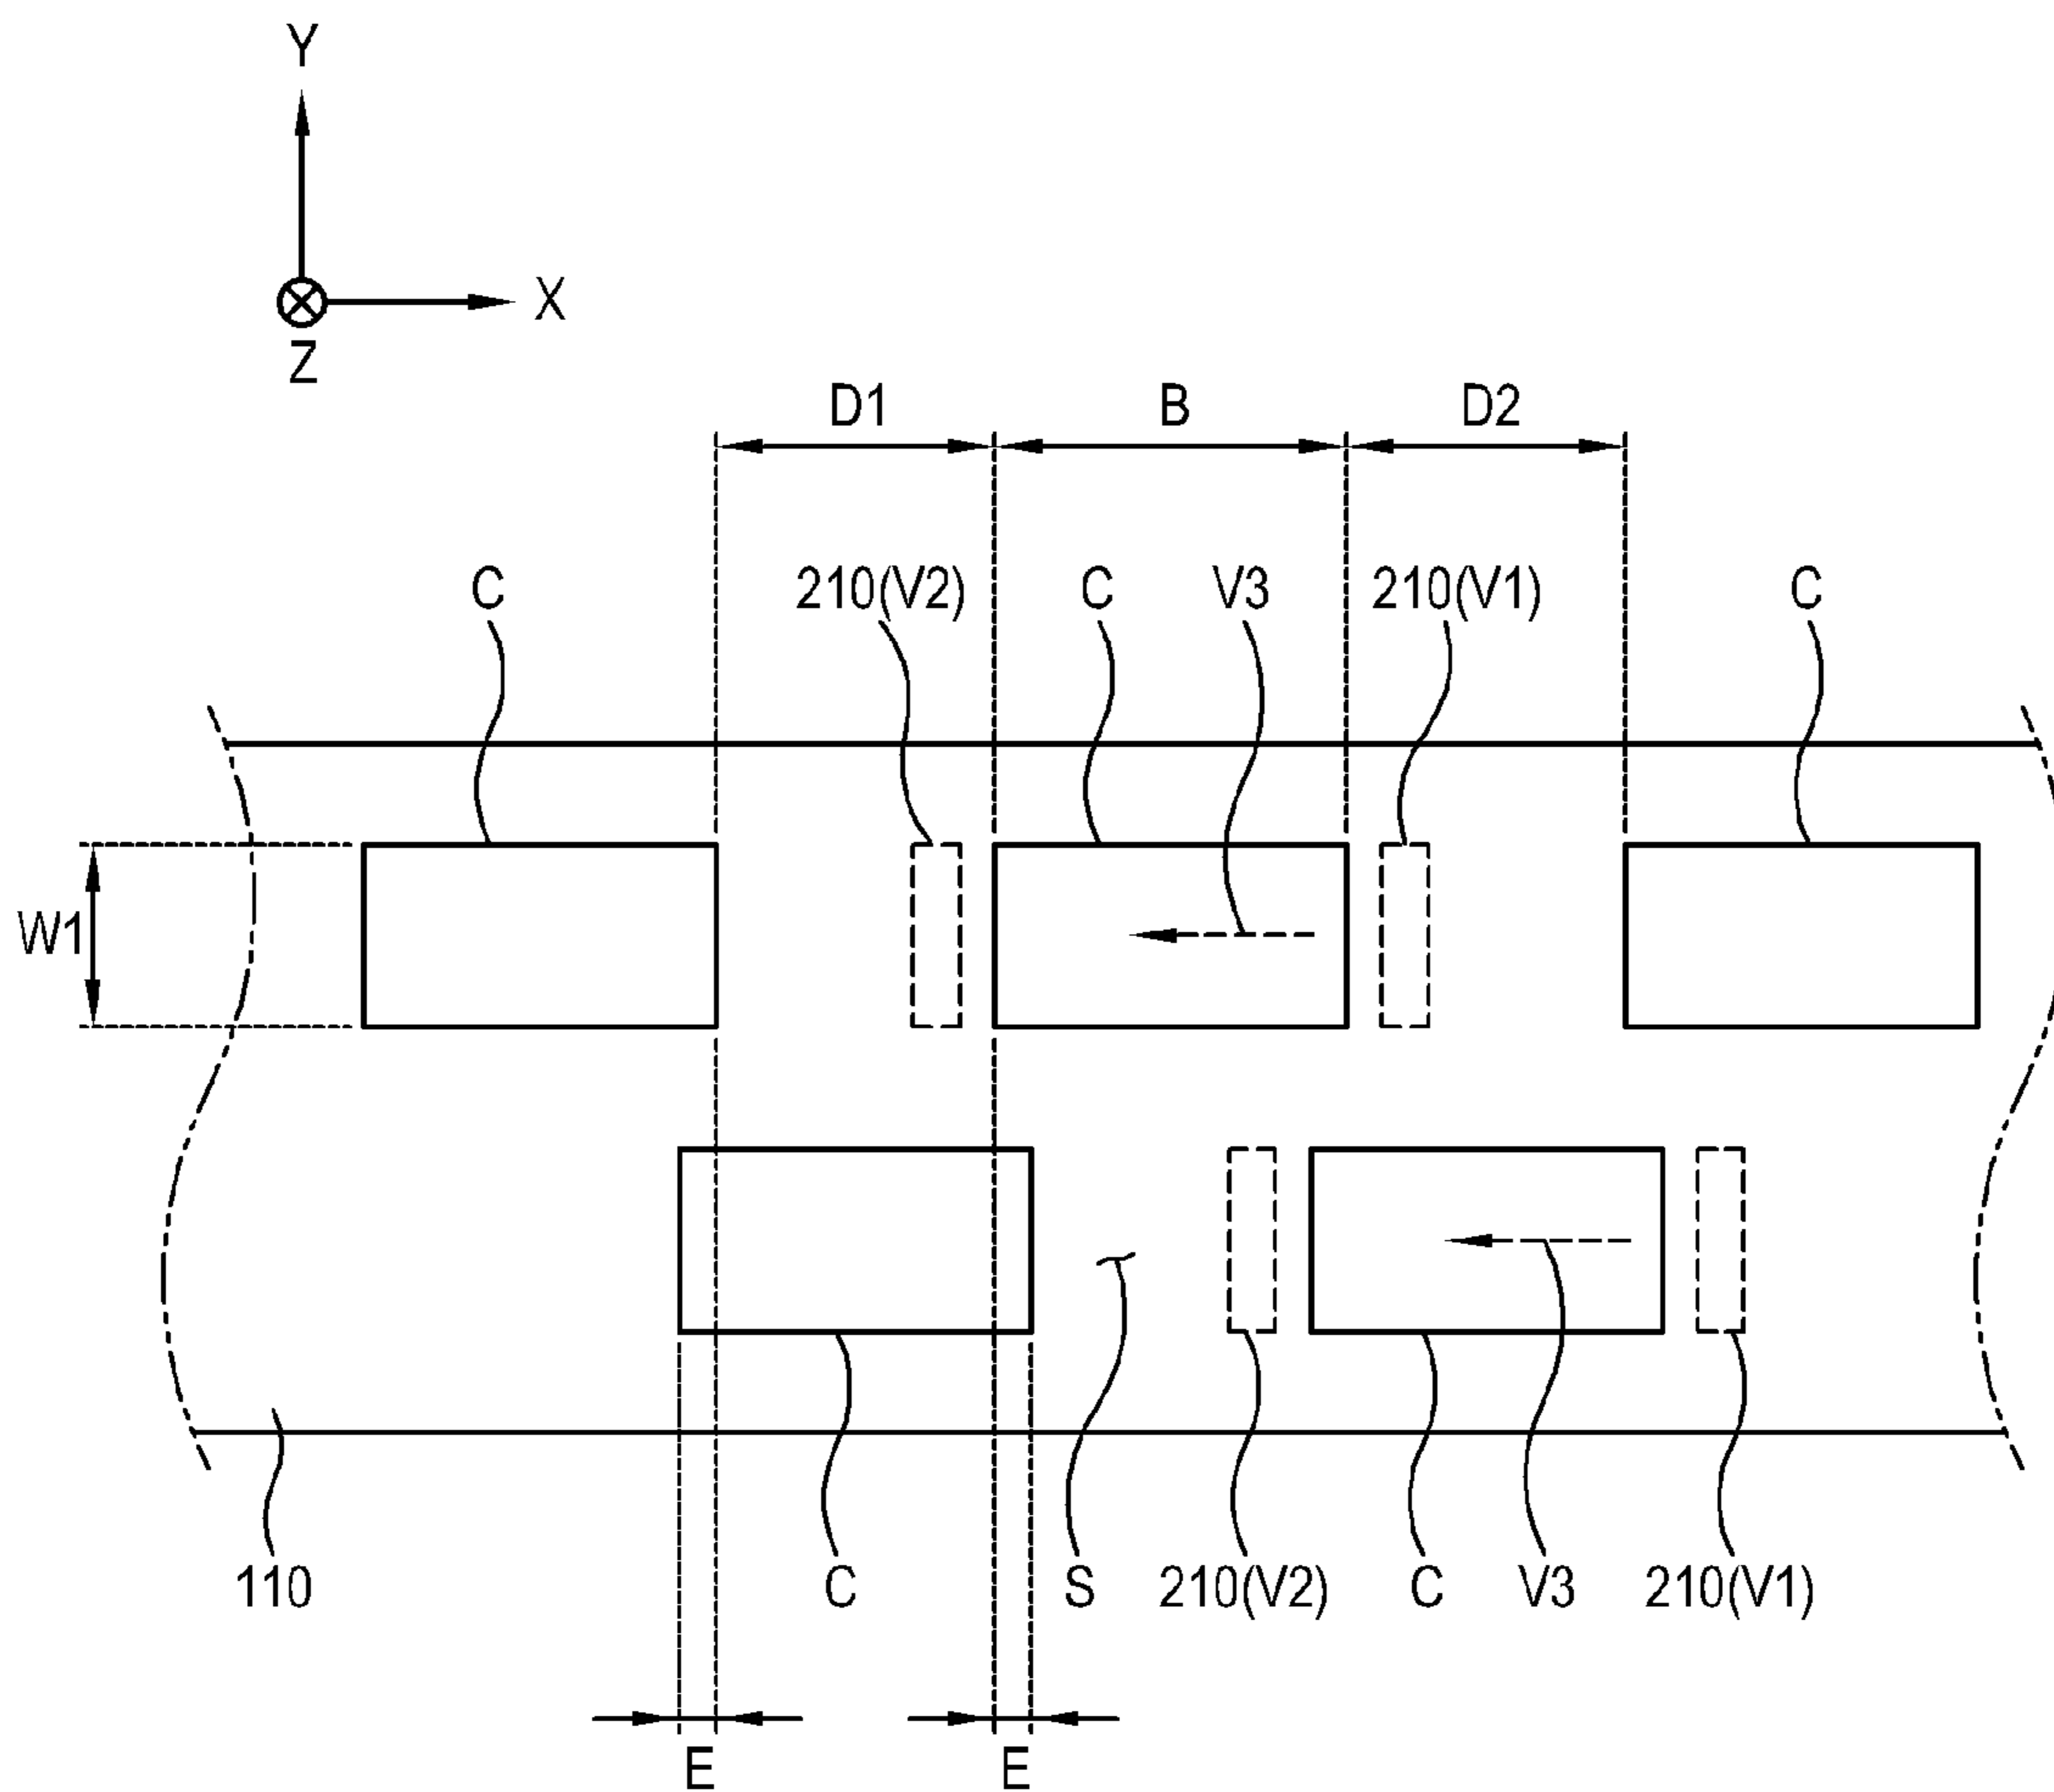 Y
X
Z
D1 B D2
C 210(V2) C V3 210(V1) C
W1
110 C S 210(V2) C V3 210(V1)
E E